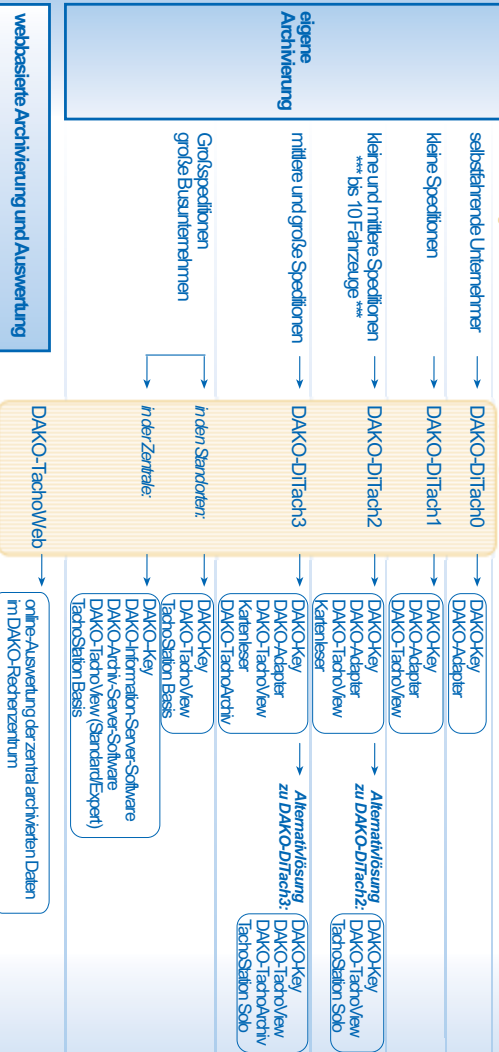 eigene
Archivierung
selbstfahrende Unternehmer
DAKO-DiTach0
DAKO-Key
DAKO-Adapter
kleine Speditionen
DAKO-DiTach1
DAKO-Key
DAKO-Adapter
DAKO-TachoView
kleine und mittlere Speditionen
*** bis 10 Fahrzeuge ***
DAKO-DiTach2
DAKO-Key
DAKO-Adapter
DAKO-TachoView
Kartenleser
Alternativlösung
zu DAKO-DiTach2:
DAKO-Key
DAKO-TachoView
TachoStation Solo
mittlere und große Speditionen
DAKO-DiTach3
DAKO-Key
DAKO-Adapter
DAKO-TachoView
Kartenleser
DAKO-TachoArchiv
Alternativlösung
zu DAKO-DiTach3:
DAKO-Key
DAKO-TachoView
DAKO-TachoArchiv
TachoStation Solo
Großspeditionen
große Busunternehmen
in den Standorten:
DAKO-Key
DAKO-TachoView
TachoStation Basis
in der Zentrale:
DAKO-Key
DAKO-Information-Server-Software
DAKO-Archiv-Server-Software
DAKO-TachoView (Standard/Expert)
TachoStation Basis
webbasierte Archivierung und Auswertung
DAKO-TachoWeb
online-Auswertung der zentral archivierten Daten
im DAKO-Rechenzentrum